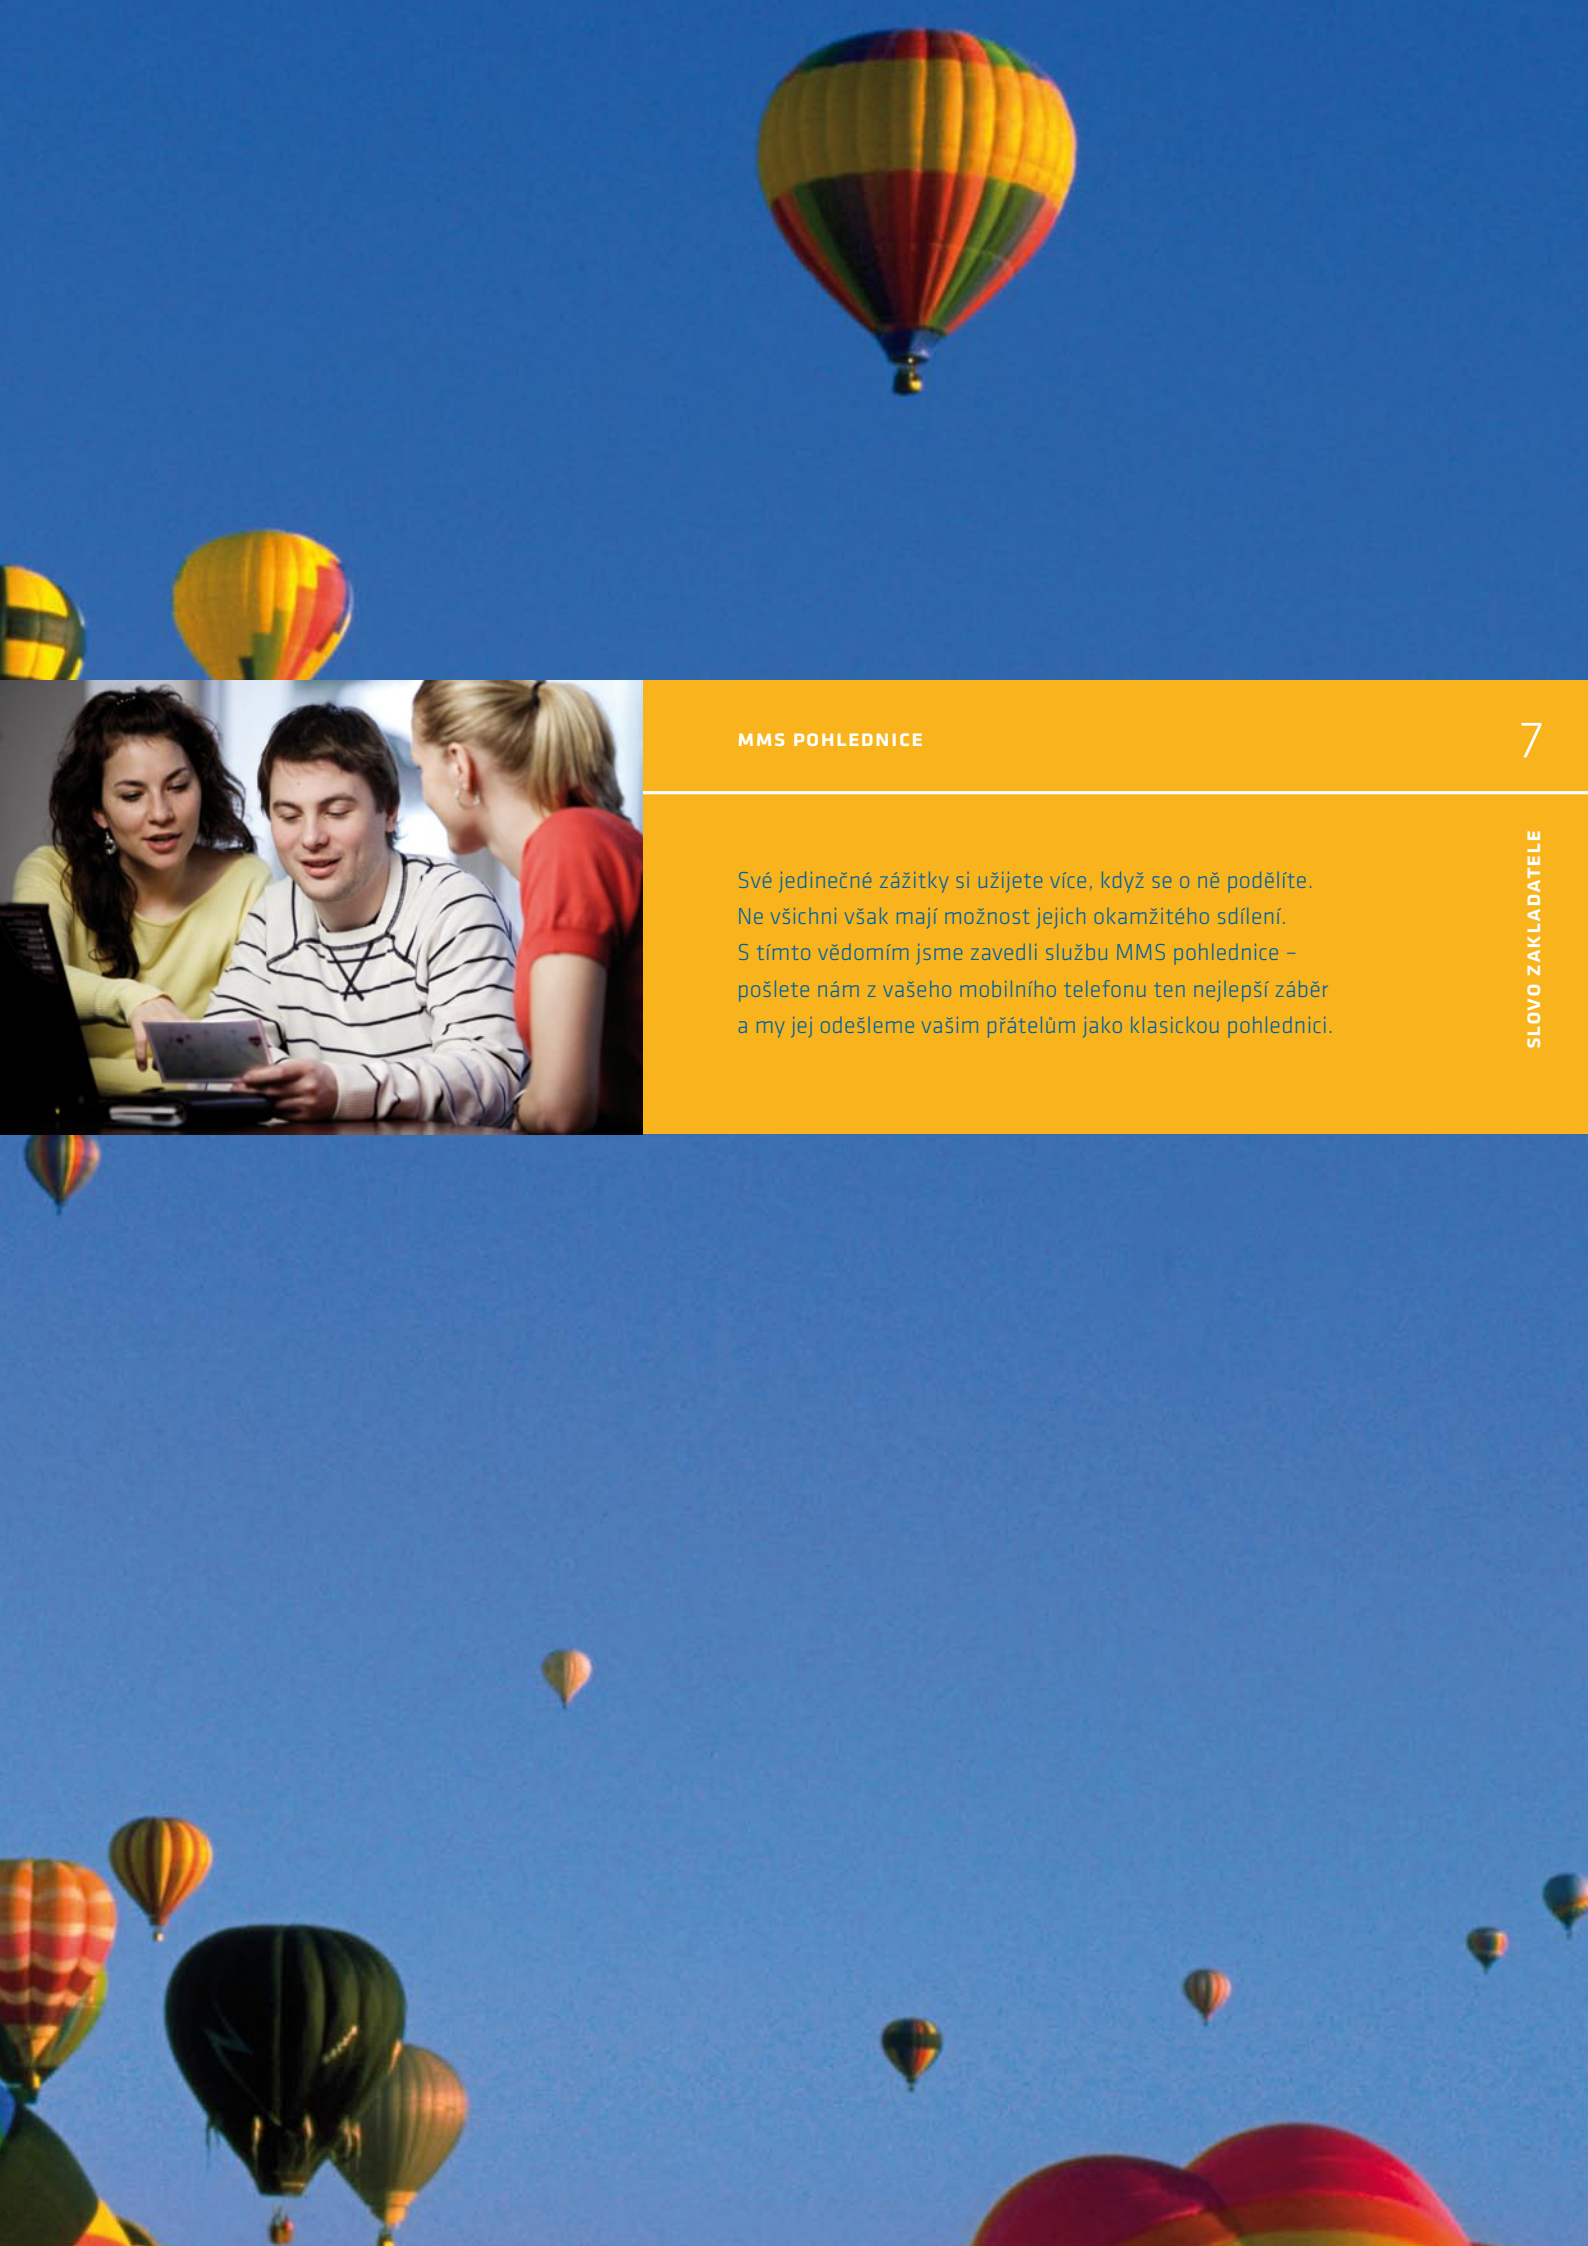 MMS POHLEDNICE
7
Své jedinečné zážitky si užijete více, když se o ně podělíte.
Ne všichni však mají možnost jejich okamžitého sdílení.
S tímto vědomím jsme zavedli službu MMS pohlednice –
pošlete nám z vašeho mobilního telefonu ten nejlepší záběr
a my jej odešleme vašim přátelům jako klasickou pohlednici.
SLOVO ZAKLADATELE